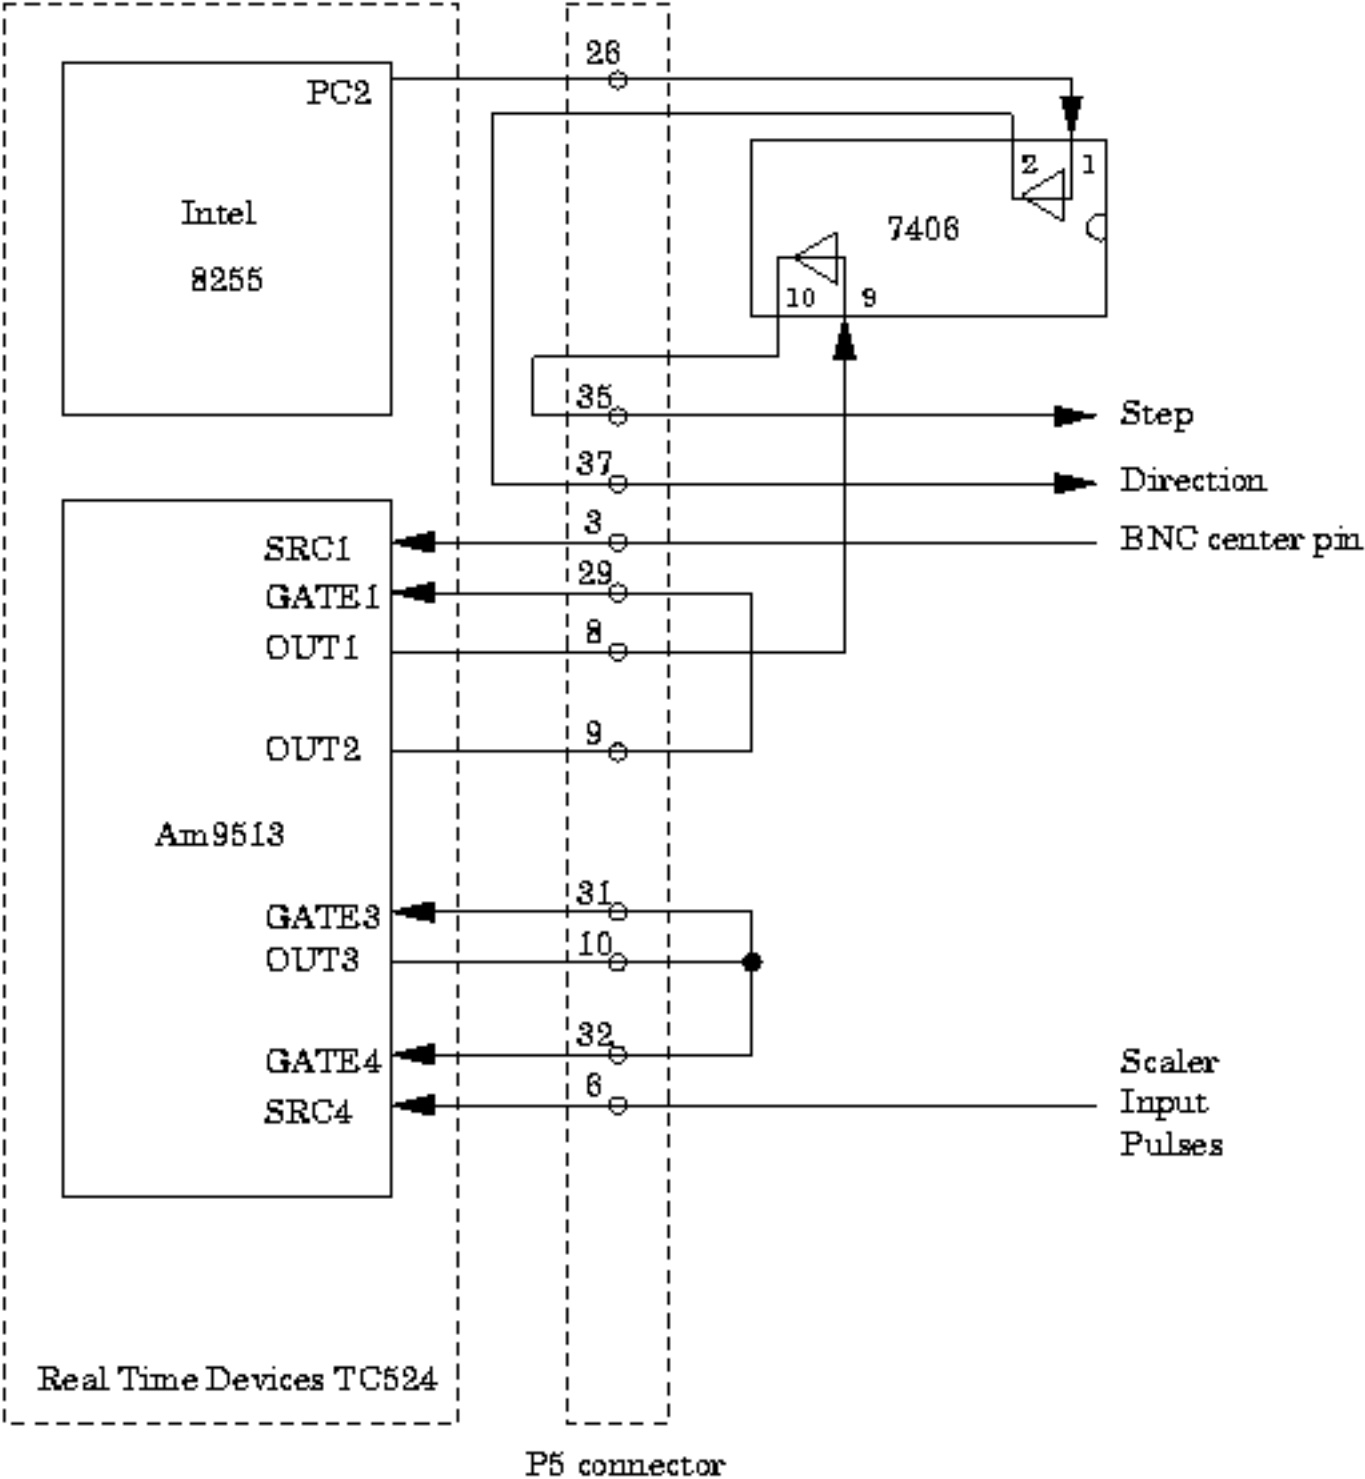 26
PC2
2 1
Intel
7406
8255
10 9
35
Step
37
Direction
3
SRC1
BNC center pin
29
GATE1
8
OUT1
9
OUT2
Am9513
31
GATE3
10
OUT3
32
GATE4
Scaler
6
SRC4
Input
Pulses
Real Time Devices TC524
P5 connector